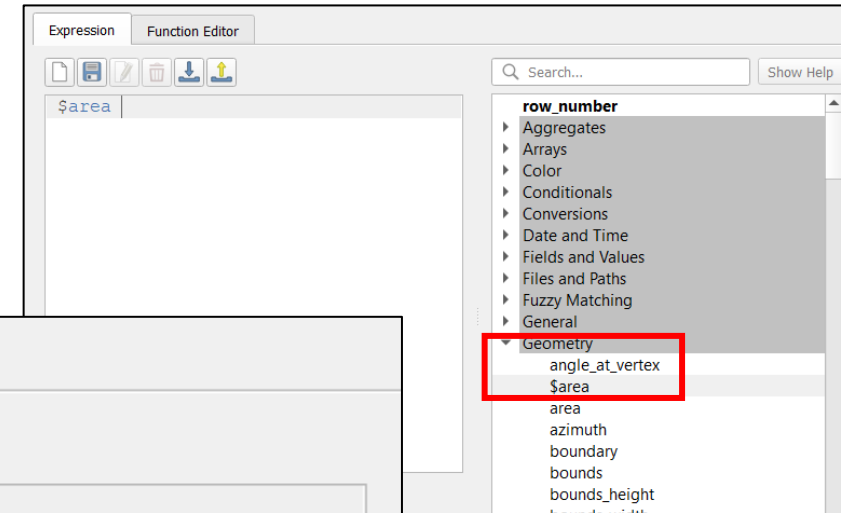 Expression Function Editor
Search... Show Help
$area
row_number
Aggregates
Arrays
Color
Conditionals
Conversions
Date and Time
Fields and Values
Files and Paths
Fuzzy Matching
General
Geometry
angle_at_vertex
$area
area
azimuth
boundary
bounds
bounds_height